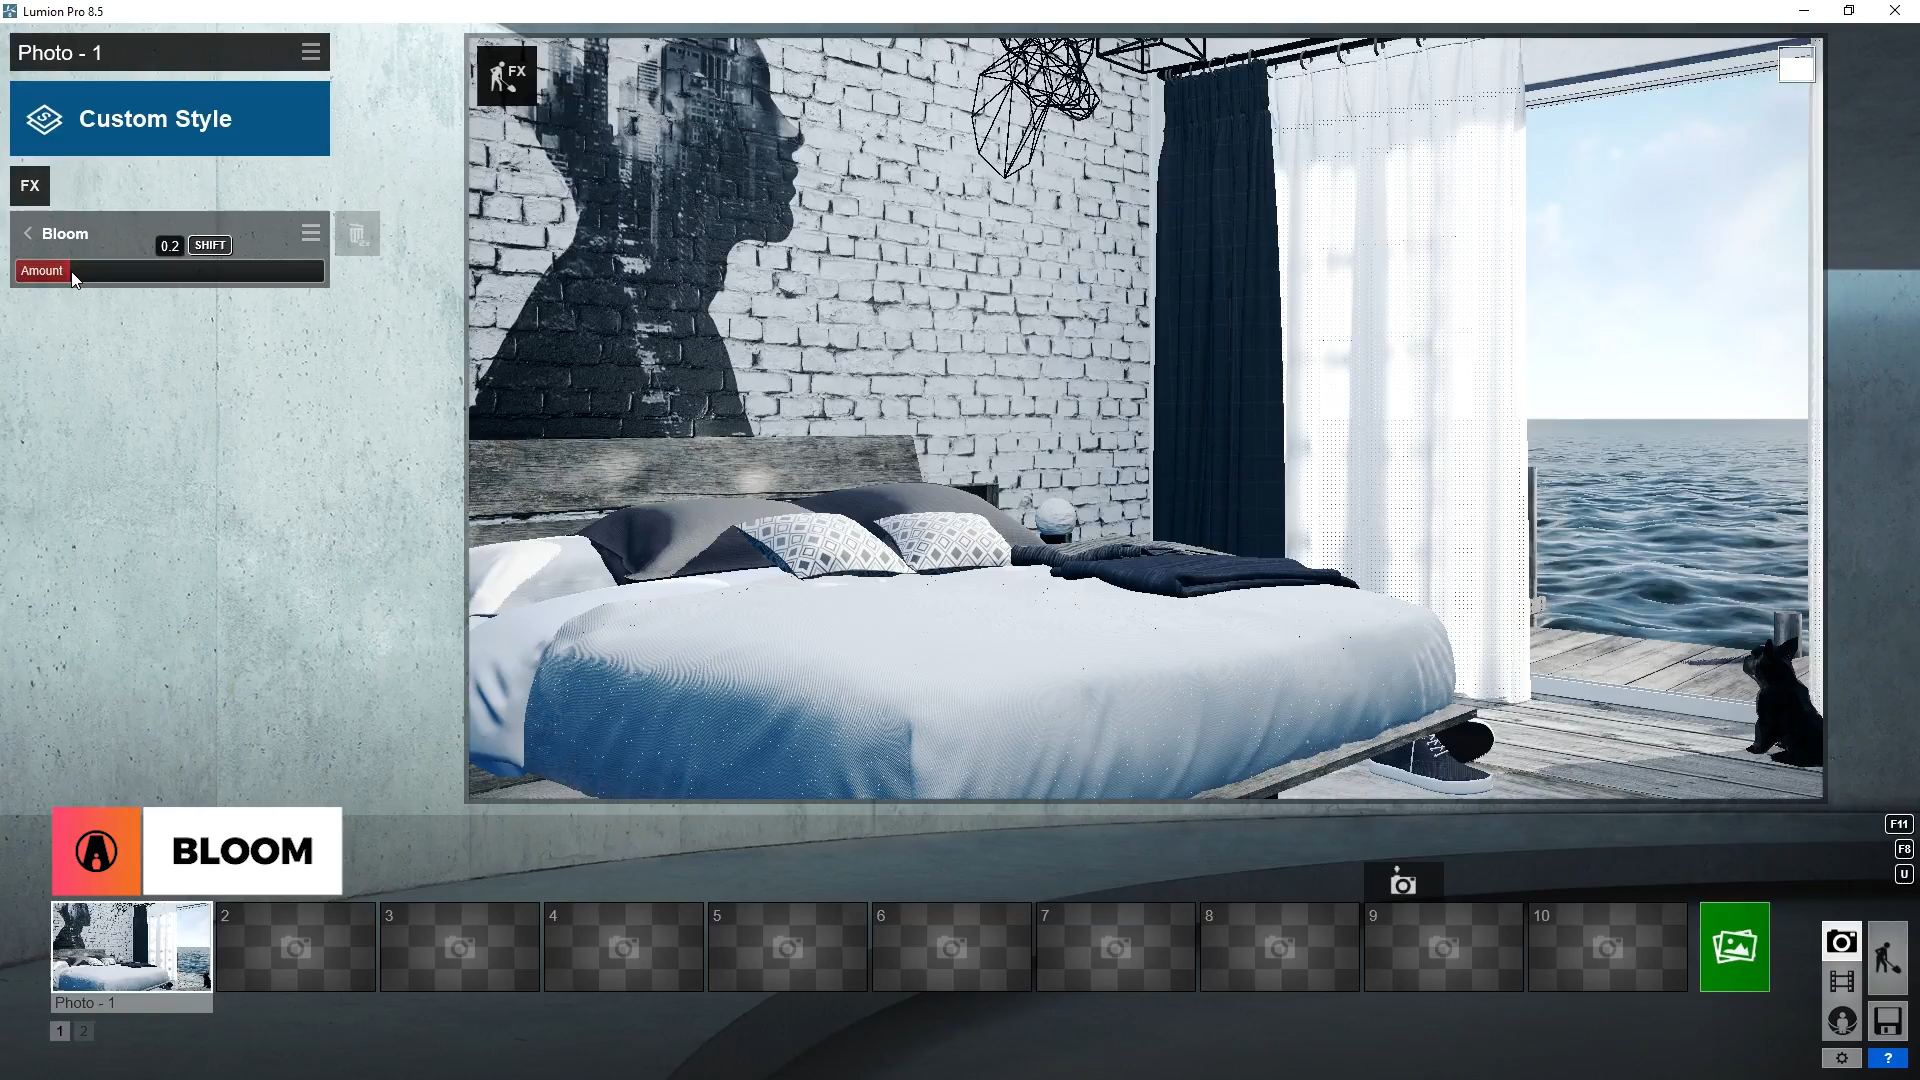 Lumion Pro 8.5
Photo - 1
Custom Style
FX
FX
Bloom
0.2 SHIFT
Amount
BLOOM
F11
F8
U
2 3 4 5 6 7 8 9 10
Photo - 1
1 2
?